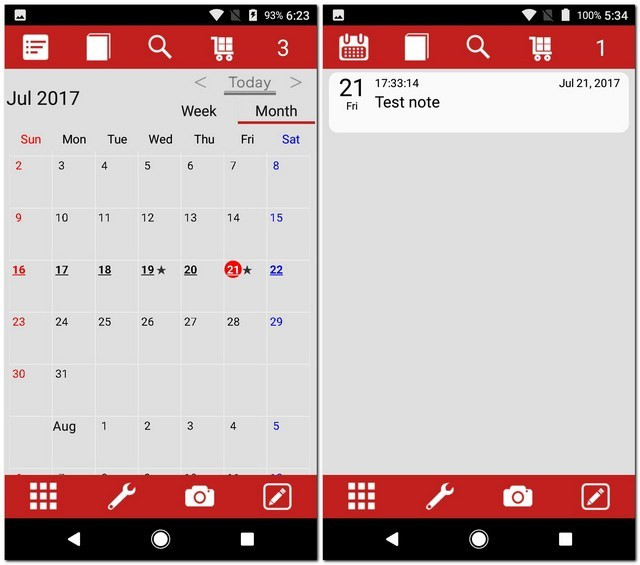 93% 6:23
3
< Today >
Jul 2017
Week Month
Sun Mon Tue Wed Thu Fri Sat
2 3 4 5 6 7 8
9 10 11 12 13 14 15
16 17 18 19★ 20 21★ 22
23 24 25 26 27 28 29
30 31
Aug 1 2 3 4 5
100% 5:34
1
21 17:33:14 Jul 21, 2017
Fri Test note